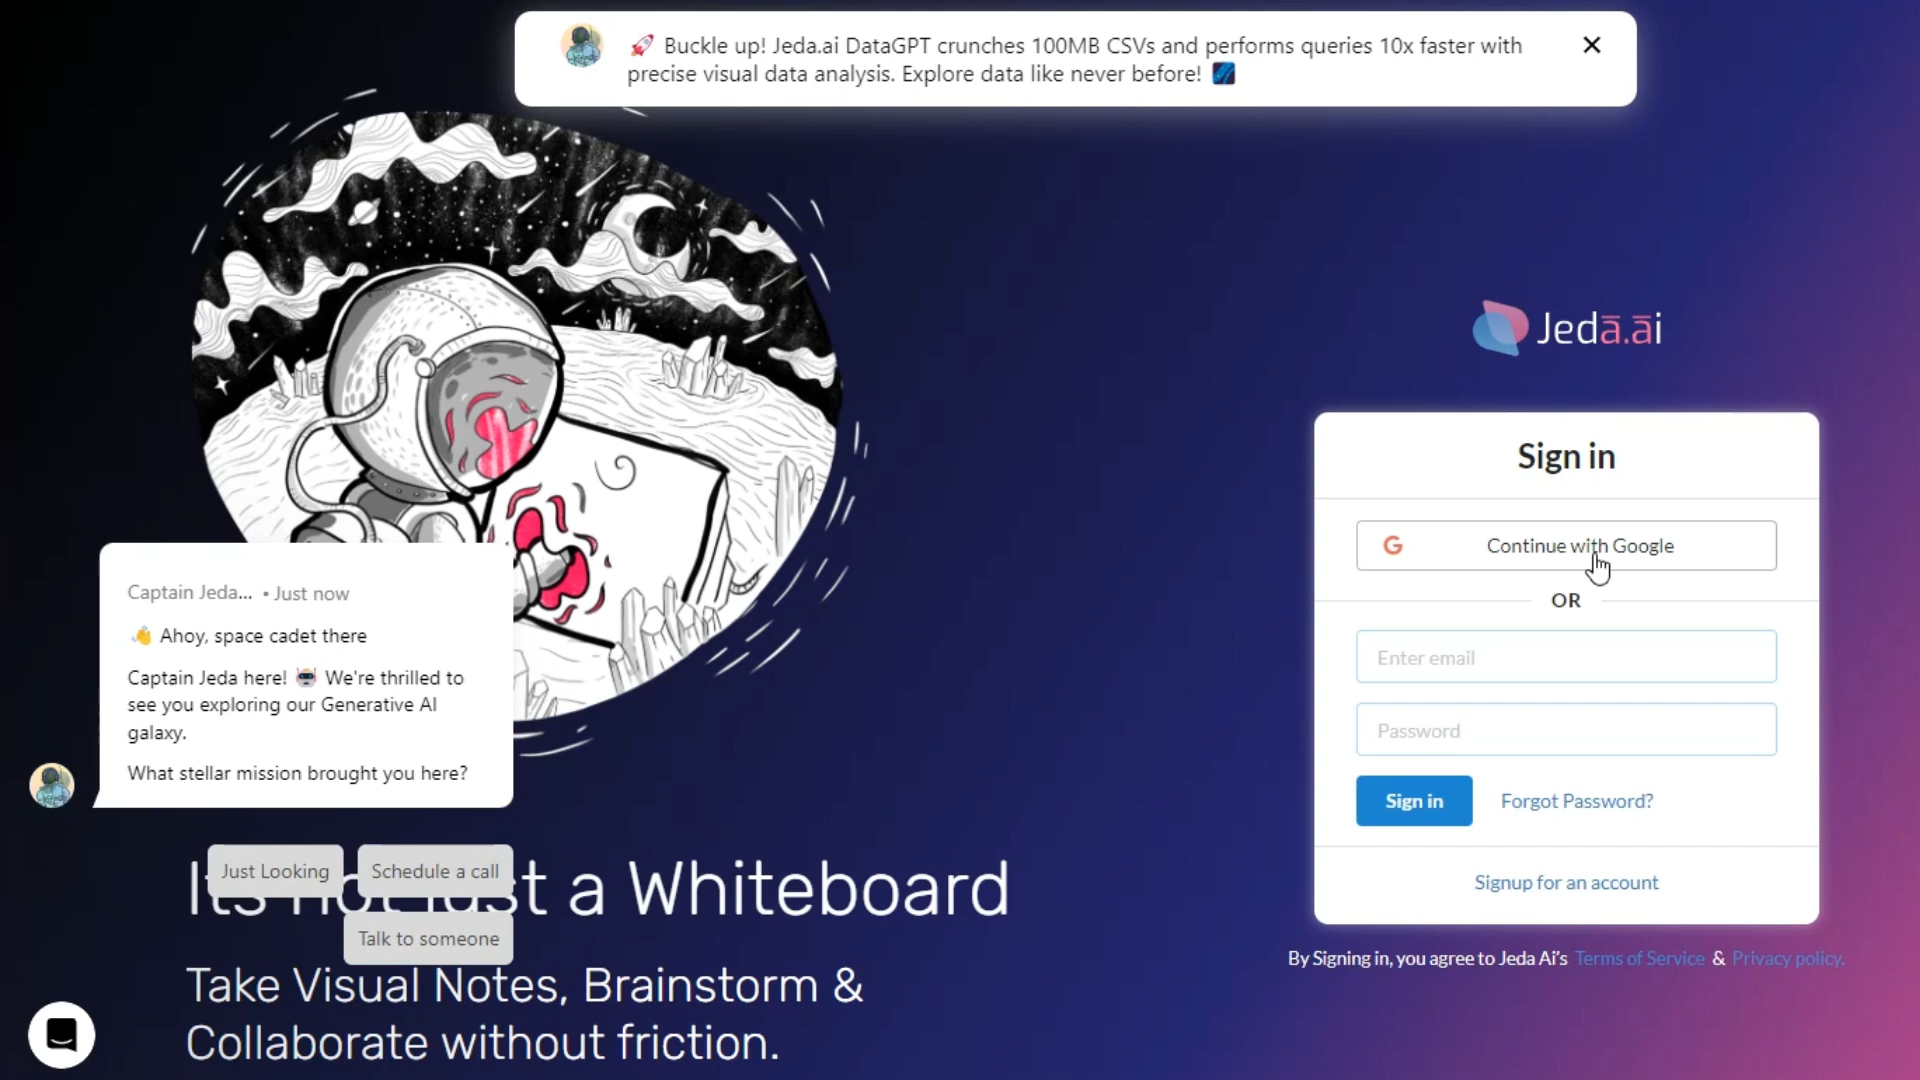 🚀 Buckle up! Jeda.ai DataGPT crunches 100MB CSVs and performs queries 10x faster with
precise visual data analysis. Explore data like never before! 🌌
Jedā.āi
Sign in
G Continue with Google
OR
Enter email
Password
Sign in Forgot Password?
Signup for an account
By Signing in, you agree to Jeda Ai's Terms of Service & Privacy policy.
Captain Jeda... • Just now
👋 Ahoy, space cadet there
Captain Jeda here! 🤖 We're thrilled to
see you exploring our Generative AI
galaxy.
What stellar mission brought you here?
Just Looking Schedule a call
Talk to someone
a Whiteboard
Take Visual Notes, Brainstorm &
Collaborate without friction.